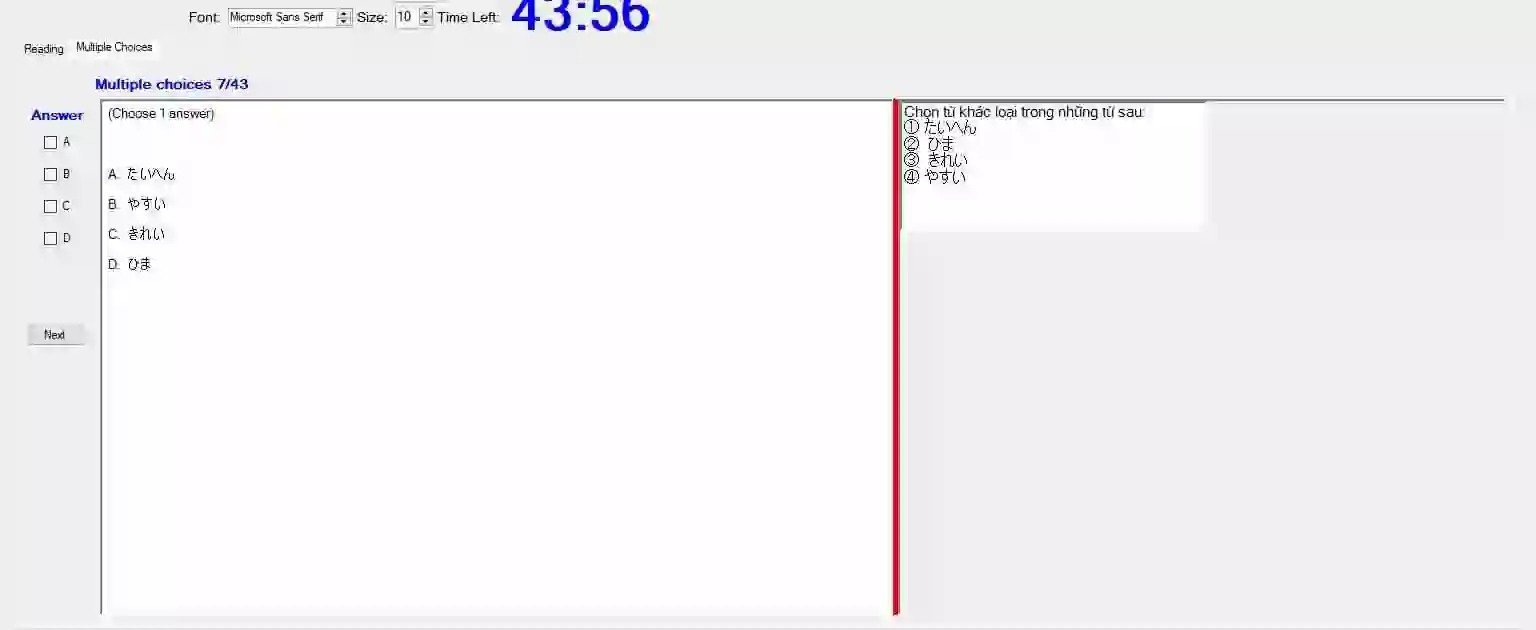 Font: Microsoft Sans Serif Size: 10 Time Left: 43:56
Reading Multiple Choices
Multiple choices 7/43
Answer
A
B
C
D
Next
(Choose 1 answer)
A. たいへん
B. やすい
C. きれい
D. ひま
Chọn từ khác loại trong những từ sau:
① たいへん
② ひま
③ きれい
④ やすい